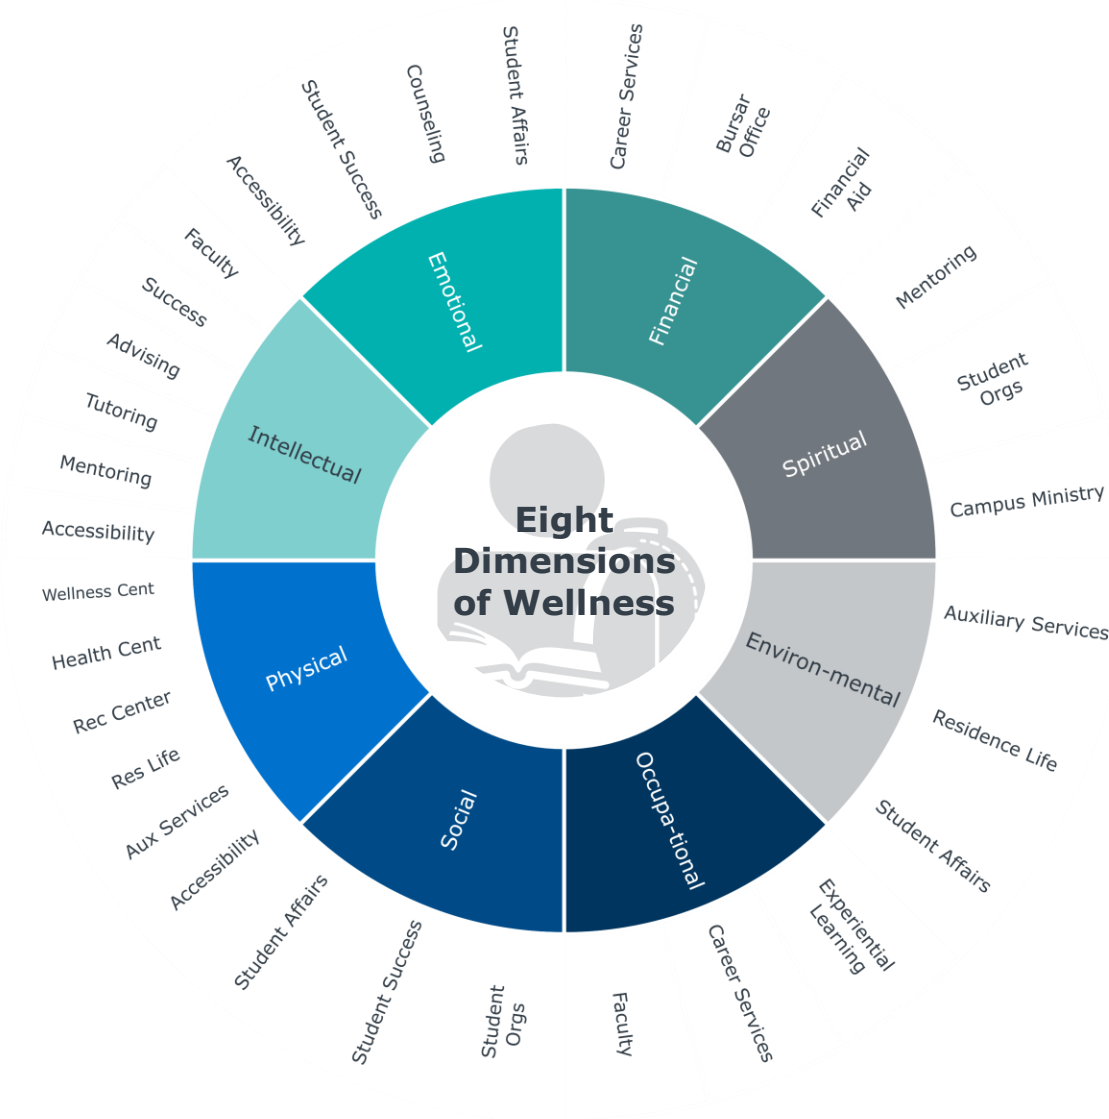 Eight
Dimensions
of Wellness
Financial
Career Services
Bursar
Office
Financial
Aid
Spiritual
Mentoring
Student
Orgs
Campus Ministry
Environ-mental
Auxiliary Services
Residence Life
Student Affairs
Occupa-tional
Experiential
Learning
Career Services
Faculty
Social
Student
Orgs
Student Success
Student Affairs
Physical
Accessibility
Aux Services
Res Life
Rec Center
Health Cent
Wellness Cent
Intellectual
Accessibility
Mentoring
Tutoring
Advising
Success
Faculty
Emotional
Accessibility
Student Success
Counseling
Student Affairs